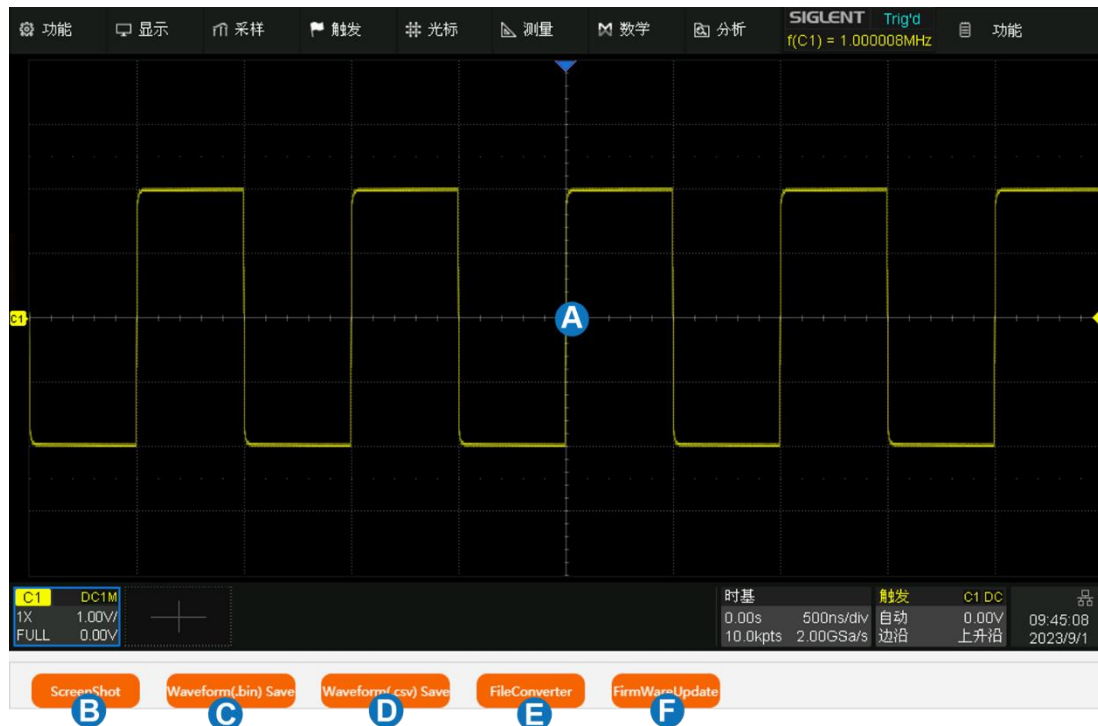 功能 显示 采样 触发 光标 测量 数学 分析 SIGLENT Trig'd 功能
f(C1) = 1.000008MHz
C1
A
C1 DC1M
1X 1.00V/
FULL 0.00V
时基
0.00s 500ns/div
10.0kpts 2.00GSa/s
触发 C1 DC
自动 0.00V
边沿 上升沿
09:45:08
2023/9/1
ScreenShot Waveform(.bin) Save Waveform(.csv) Save FileConverter FirmWareUpdate
B C D E F